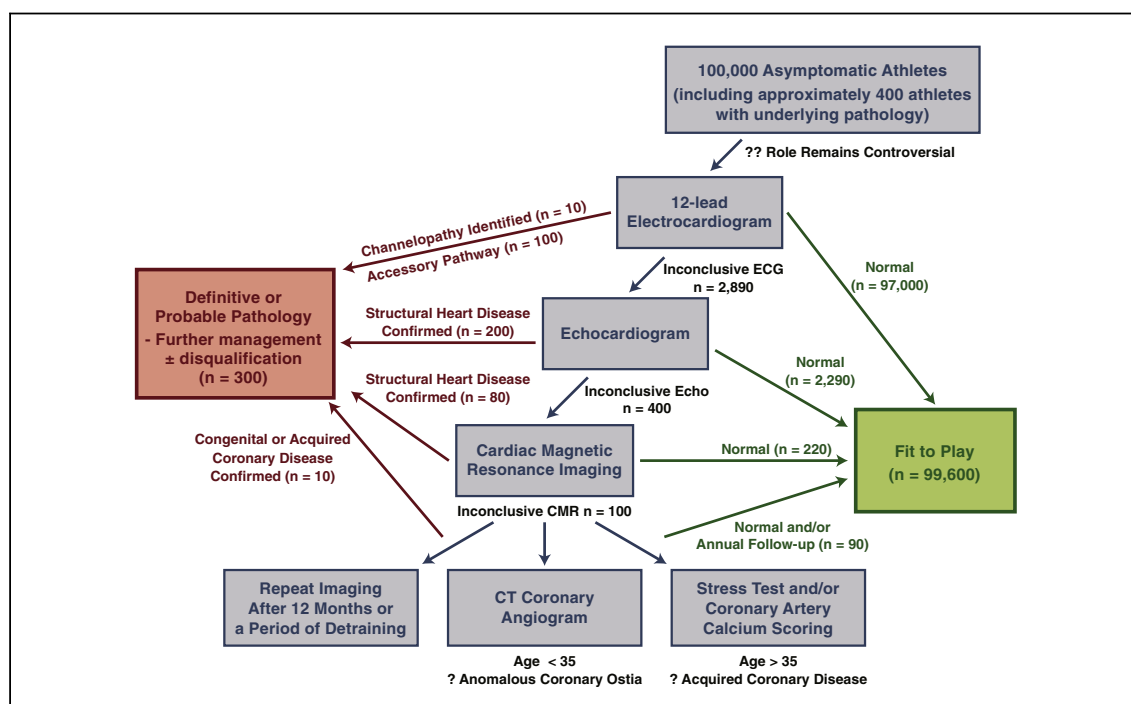 100,000 Asymptomatic Athletes
(including approximately 400 athletes
with underlying pathology)
?? Role Remains Controversial
12-lead
Electrocardiogram
Channelopathy Identified (n = 10)
Accessory Pathway (n = 100)
Inconclusive ECG
n = 2,890
Normal
(n = 97,000)
Definitive or
Probable Pathology
- Further management
± disqualification
(n = 300)
Structural Heart Disease
Confirmed (n = 200)
Echocardiogram
Normal
(n = 2,290)
Structural Heart Disease
Confirmed (n = 80)
Inconclusive Echo
n = 400
Congenital or Acquired
Coronary Disease
Confirmed (n = 10)
Cardiac Magnetic
Resonance Imaging
Normal (n = 220)
Fit to Play
(n = 99,600)
Inconclusive CMR n = 100
Normal and/or
Annual Follow-up (n = 90)
Repeat Imaging
After 12 Months or
a Period of Detraining
CT Coronary
Angiogram
Stress Test and/or
Coronary Artery
Calcium Scoring
Age < 35
? Anomalous Coronary Ostia
Age > 35
? Acquired Coronary Disease